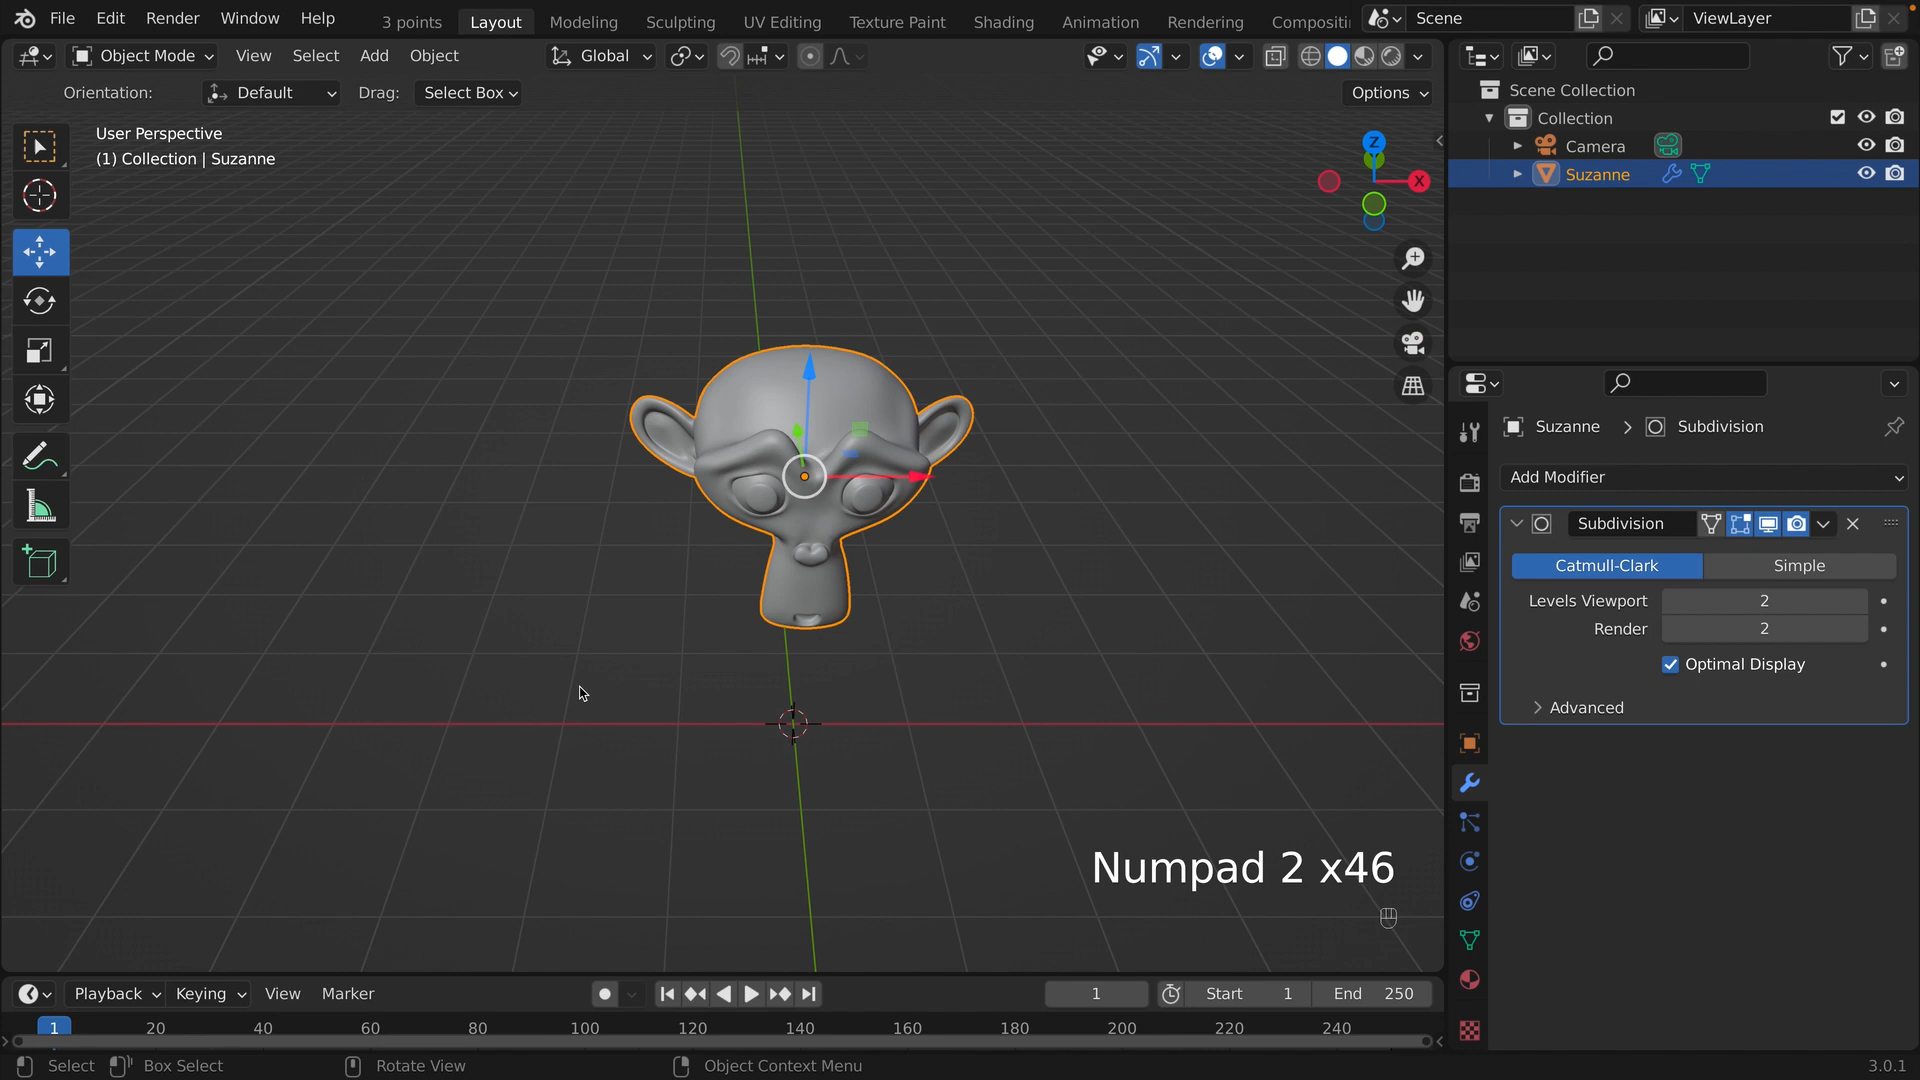 File Edit Render Window Help 3 points Layout Modeling Sculpting UV Editing Texture Paint Shading Animation Rendering Compositi Scene ViewLayer
Object Mode View Select Add Object Global
Orientation: Default Drag: Select Box Options
User Perspective
(1) Collection | Suzanne
Z
X
Numpad 2 x46
Scene Collection
Collection
Camera
Suzanne
Suzanne > Subdivision
Add Modifier
Subdivision
Catmull-Clark Simple
Levels Viewport 2
Render 2
Optimal Display
Advanced
Playback Keying View Marker 1 Start 1 End 250
1 20 40 60 80 100 120 140 160 180 200 220 240
Select Box Select Rotate View Object Context Menu 3.0.1